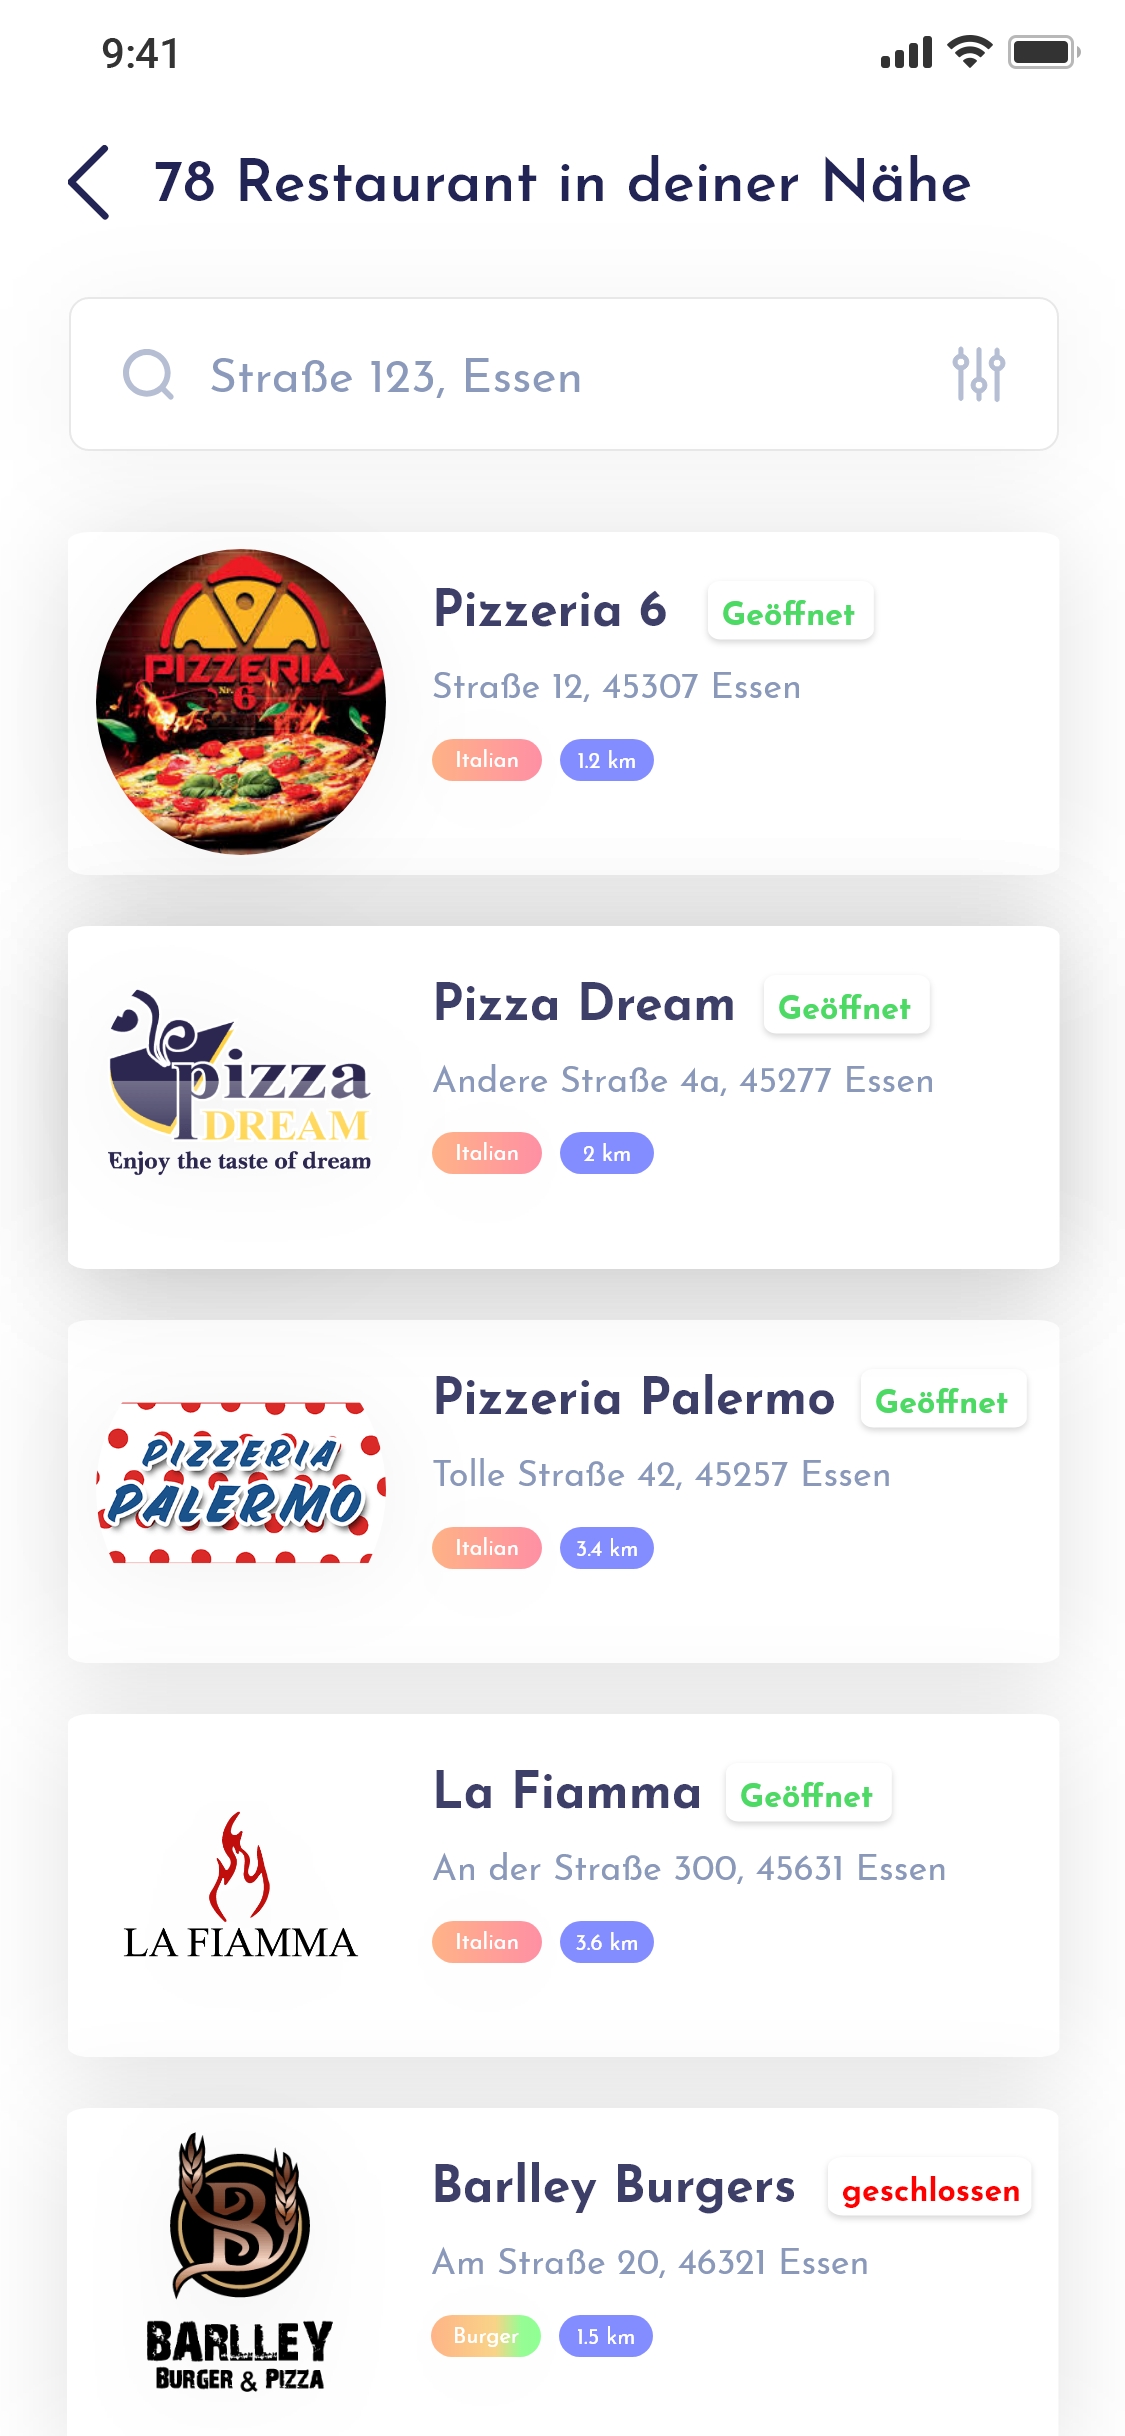 9:41
78 Restaurant in deiner Nähe
Straße 123, Essen
PIZZERIA
Nr.
6
Pizzeria 6
Geöffnet
Straße 12, 45307 Essen
Italian
1.2 km
pizza
DREAM
Enjoy the taste of dream
Pizza Dream
Geöffnet
Andere Straße 4a, 45277 Essen
Italian
2 km
PIZZERIA
PALERMO
Pizzeria Palermo
Geöffnet
Tolle Straße 42, 45257 Essen
Italian
3.4 km
LA FIAMMA
La Fiamma
Geöffnet
An der Straße 300, 45631 Essen
Italian
3.6 km
B
BARLLEY
BURGER & PIZZA
Barlley Burgers
geschlossen
Am Straße 20, 46321 Essen
Burger
1.5 km